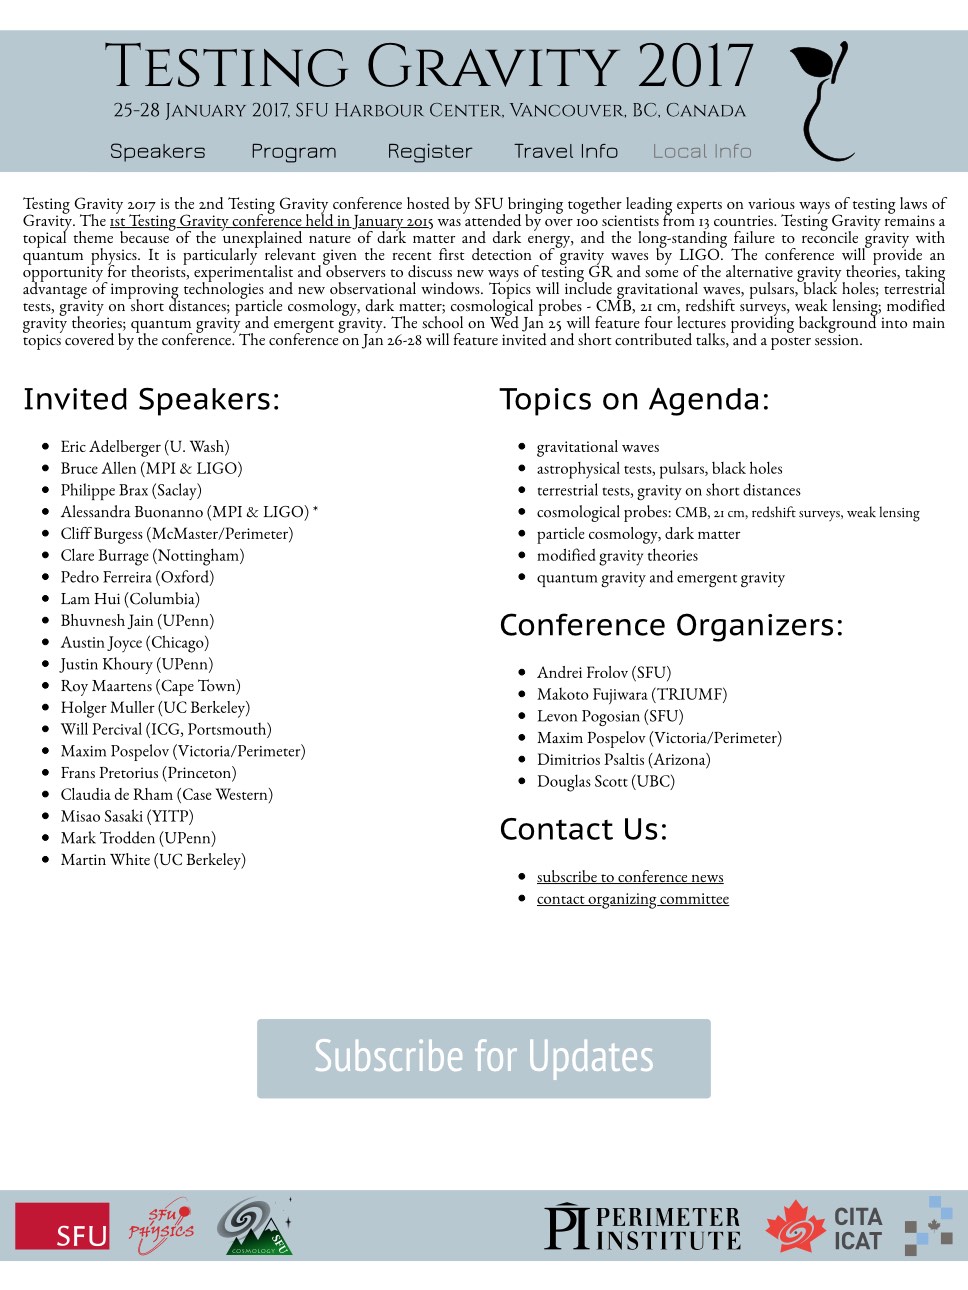 Testing Gravity 2017
25-28 January 2017, SFU Harbour Center, Vancouver, BC, Canada
Speakers Program Register Travel Info Local Info
Testing Gravity 2017 is the 2nd Testing Gravity conference hosted by SFU bringing together leading experts on various ways of testing laws of
Gravity. The 1st Testing Gravity conference held in January 2015 was attended by over 100 scientists from 13 countries. Testing Gravity remains a
topical theme because of the unexplained nature of dark matter and dark energy, and the long-standing failure to reconcile gravity with
quantum physics. It is particularly relevant given the recent first detection of gravity waves by LIGO. The conference will provide an
opportunity for theorists, experimentalist and observers to discuss new ways of testing GR and some of the alternative gravity theories, taking
advantage of improving technologies and new observational windows. Topics will include gravitational waves, pulsars, black holes; terrestrial
tests, gravity on short distances; particle cosmology, dark matter; cosmological probes - CMB, 21 cm, redshift surveys, weak lensing; modified
gravity theories; quantum gravity and emergent gravity. The school on Wed Jan 25 will feature four lectures providing background into main
topics covered by the conference. The conference on Jan 26-28 will feature invited and short contributed talks, and a poster session.
Invited Speakers:
• Eric Adelberger (U. Wash)
• Bruce Allen (MPI & LIGO)
• Philippe Brax (Saclay)
• Alessandra Buonanno (MPI & LIGO) *
• Cliff Burgess (McMaster/Perimeter)
• Clare Burrage (Nottingham)
• Pedro Ferreira (Oxford)
• Lam Hui (Columbia)
• Bhuvnesh Jain (UPenn)
• Austin Joyce (Chicago)
• Justin Khoury (UPenn)
• Roy Maartens (Cape Town)
• Holger Muller (UC Berkeley)
• Will Percival (ICG, Portsmouth)
• Maxim Pospelov (Victoria/Perimeter)
• Frans Pretorius (Princeton)
• Claudia de Rham (Case Western)
• Misao Sasaki (YITP)
• Mark Trodden (UPenn)
• Martin White (UC Berkeley)
Topics on Agenda:
• gravitational waves
• astrophysical tests, pulsars, black holes
• terrestrial tests, gravity on short distances
• cosmological probes: CMB, 21 cm, redshift surveys, weak lensing
• particle cosmology, dark matter
• modified gravity theories
• quantum gravity and emergent gravity
Conference Organizers:
• Andrei Frolov (SFU)
• Makoto Fujiwara (TRIUMF)
• Levon Pogosian (SFU)
• Maxim Pospelov (Victoria/Perimeter)
• Dimitrios Psaltis (Arizona)
• Douglas Scott (UBC)
Contact Us:
• subscribe to conference news
• contact organizing committee
Subscribe for Updates
SFU
SFU
PHYSICS
COSMOLOGY
SFU
PI PERIMETER
INSTITUTE
CITA
ICAT